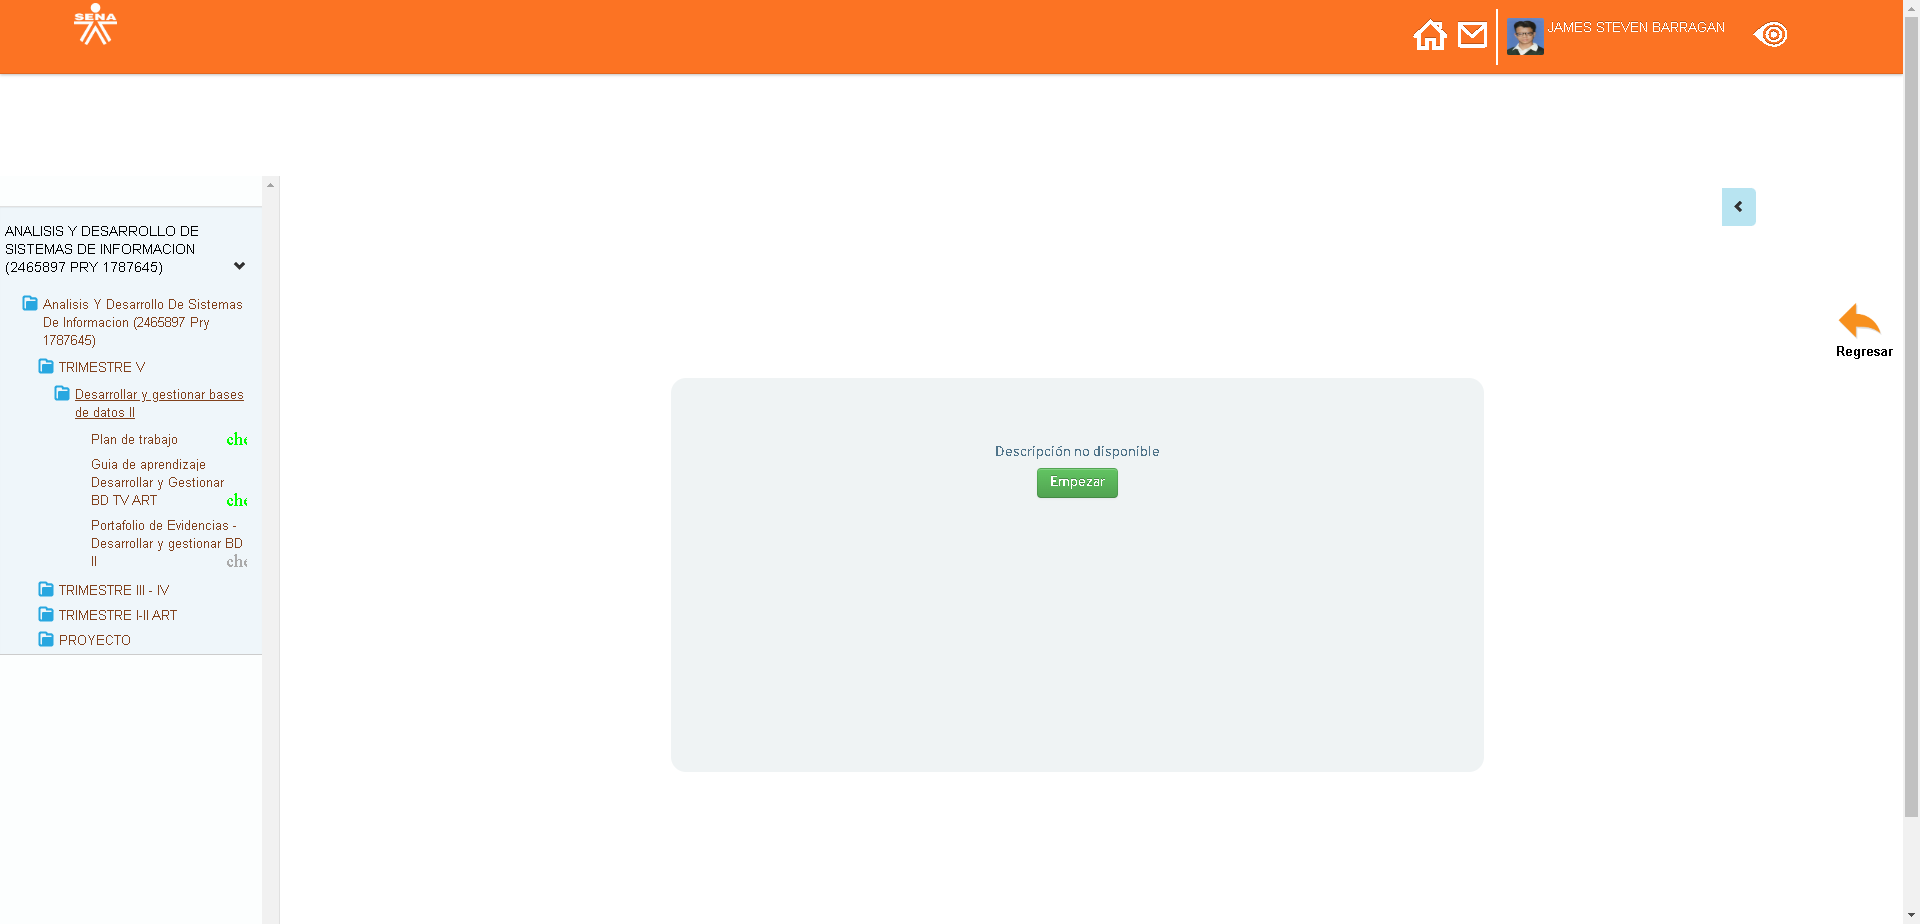 SENA
JAMES STEVEN BARRAGAN
ANALISIS Y DESARROLLO DE
SISTEMAS DE INFORMACION
(2465897 PRY 1787645)
Analisis Y Desarrollo De Sistemas
De Informacion (2465897 Pry
1787645)
TRIMESTRE V
Desarrollar y gestionar bases
de datos II
Plan de trabajo che
Guia de aprendizaje
Desarrollar y Gestionar
BD TV ART che
Portafolio de Evidencias -
Desarrollar y gestionar BD
II che
TRIMESTRE III - IV
TRIMESTRE I-II ART
PROYECTO
Regresar
Descripción no disponible
Empezar